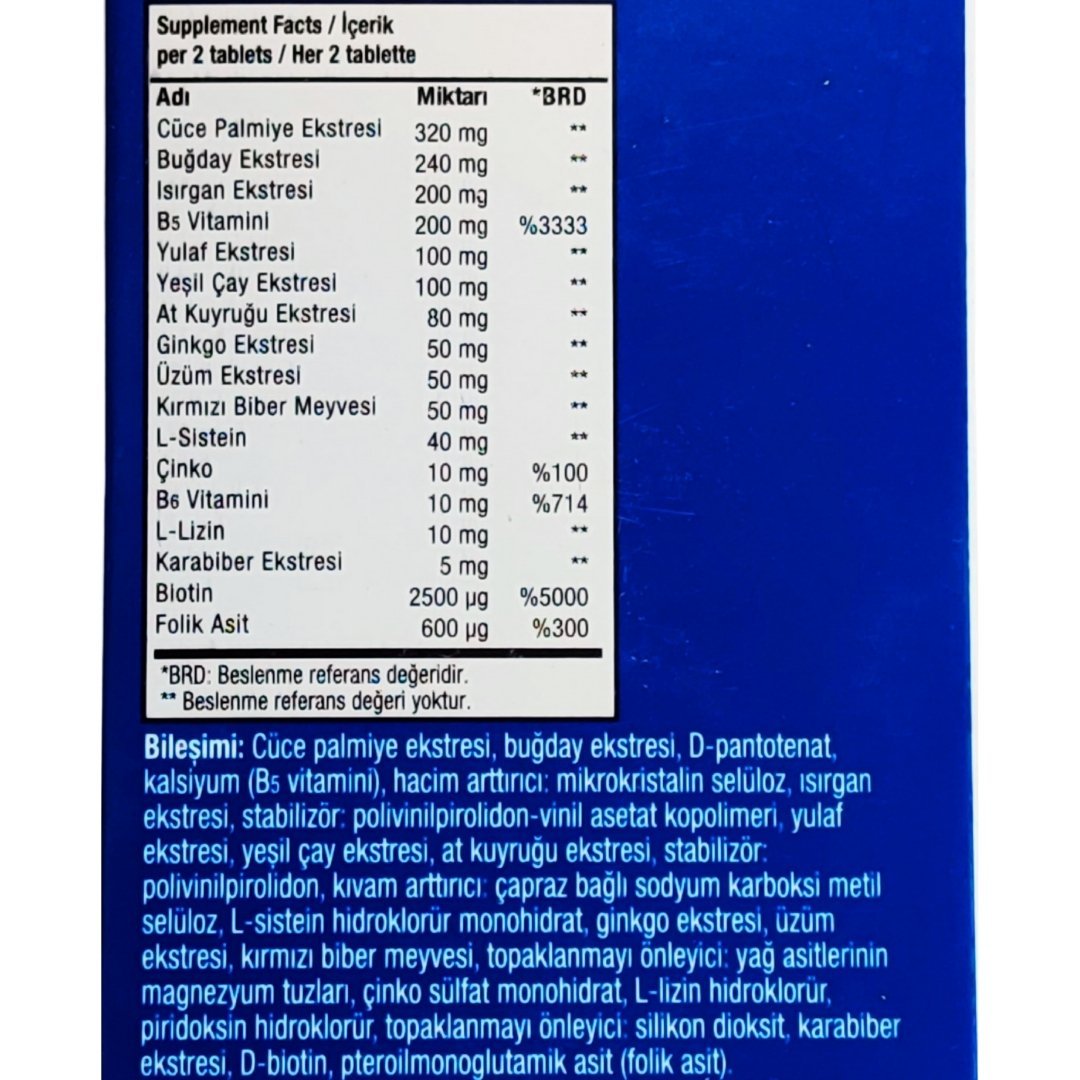 Supplement Facts / İçerik
per 2 tablets / Her 2 tablette
Adı Miktarı *BRD
Cüce Palmiye Ekstresi 320 mg **
Buğday Ekstresi 240 mg **
Isırgan Ekstresi 200 mg **
B5 Vitamini 200 mg %3333
Yulaf Ekstresi 100 mg **
Yeşil Çay Ekstresi 100 mg **
At Kuyruğu Ekstresi 80 mg **
Ginkgo Ekstresi 50 mg **
Üzüm Ekstresi 50 mg **
Kırmızı Biber Meyvesi 50 mg **
L-Sistein 40 mg **
Çinko 10 mg %100
B6 Vitamini 10 mg %714
L-Lizin 10 mg **
Karabiber Ekstresi 5 mg **
Biotin 2500 µg %5000
Folik Asit 600 µg %300
*BRD: Beslenme referans değeridir.
** Beslenme referans değeri yoktur.
Bileşimi: Cüce palmiye ekstresi, buğday ekstresi, D-pantotenat,
kalsiyum (B5 vitamini), hacim arttırıcı: mikrokristalin selüloz, ısırgan
ekstresi, stabilizör: polivinilpirolidon-vinil asetat kopolimeri, yulaf
ekstresi, yeşil çay ekstresi, at kuyruğu ekstresi, stabilizör:
polivinilpirolidon, kıvam arttırıcı: çapraz bağlı sodyum karboksi metil
selüloz, L-sistein hidroklorür monohidrat, ginkgo ekstresi, üzüm
ekstresi, kırmızı biber meyvesi, topaklanmayı önleyici: yağ asitlerinin
magnezyum tuzları, çinko sülfat monohidrat, L-lizin hidroklorür,
piridoksin hidroklorür, topaklanmayı önleyici: silikon dioksit, karabiber
ekstresi, D-biotin, pteroilmonoglutamik asit (folik asit).